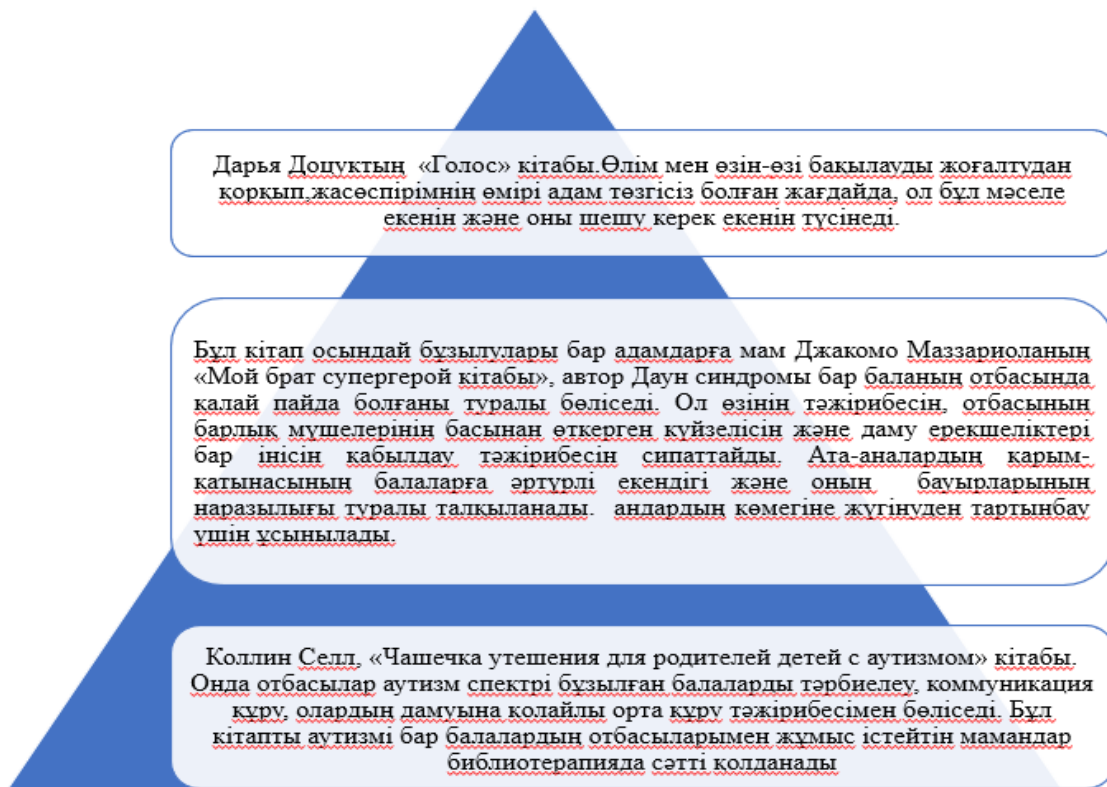 Дарья Доцуктың «Голос» кітабы.Өлім мен өзін-өзі бақылауды жоғалтудан
қорқып,жасөспірімнің өмірі адам төзгісіз болған жағдайда, ол бұл мәселе
екенін және оны шешу керек екенін түсінеді.
Бұл кітап осындай бұзылулары бар адамдарға мам Джакомо Маззариоланың
«Мой брат супергерой кітабы», автор Даун синдромы бар баланың отбасында
қалай пайда болғаны туралы бөліседі. Ол өзінің тәжірибесін, отбасының
барлық мүшелерінің басынан өткерген күйзелісін және даму ерекшеліктері
бар інісін қабылдау тәжірибесін сипаттайды. Ата-аналардың қарым-
қатынасының балаларға әртүрлі екендігі және оның бауырларының
наразылығы туралы талқыланады. андардың көмегіне жүгінуден тартынбау
үшін ұсынылады.
Коллин Селл, «Чашечка утешения для родителей детей с аутизмом» кітабы.
Онда отбасылар аутизм спектрі бұзылған балаларды тәрбиелеу, коммуникация
құру, олардың дамуына қолайлы орта құру тәжірибесімен бөліседі. Бұл
кітапты аутизмі бар балалардың отбасыларымен жұмыс істейтін мамандар
библиотерапияда сәтті қолданады